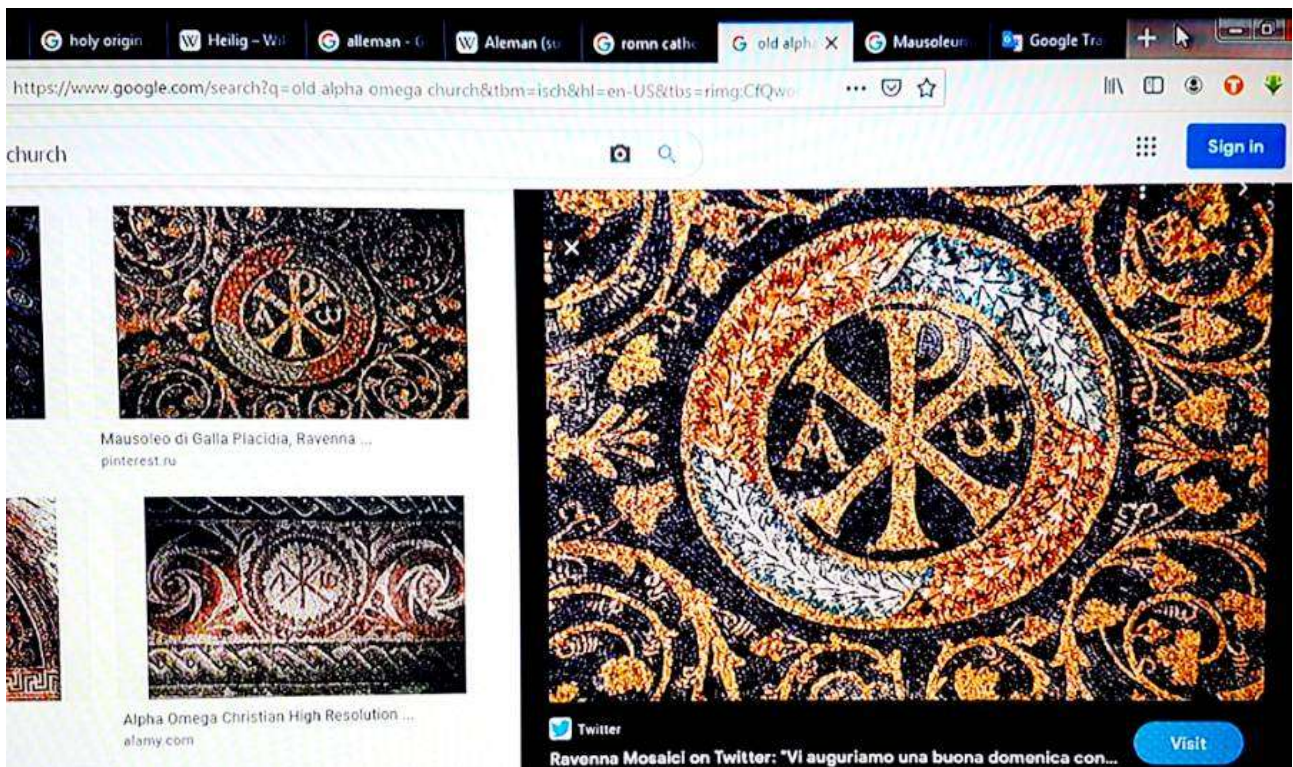 holy origin Heilig – Wi alleman - G Aleman (su romn catho old alph Mausoleum Google Tra
https://www.google.com/search?q=old alpha omega church&tbm=isch&hl=en-US&tbs=rimg:CfQwo
church Sign in
Mausoleo di Galla Placidia, Ravenna ...
pinterest.ru
Alpha Omega Christian High Resolution ...
alamy.com
Twitter
Ravenna Mosaici on Twitter: "Vi auguriamo una buona domenica con...
Visit